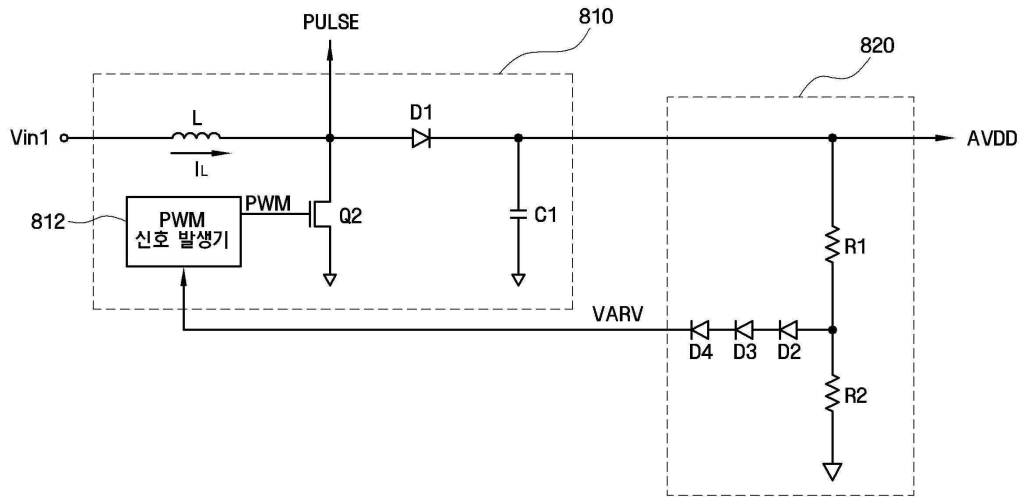 PULSE
810
820
Vin1
L
IL
D1
AVDD
812
PWM
신호 발생기
PWM
Q2
C1
R1
VARV
D4
D3
D2
R2